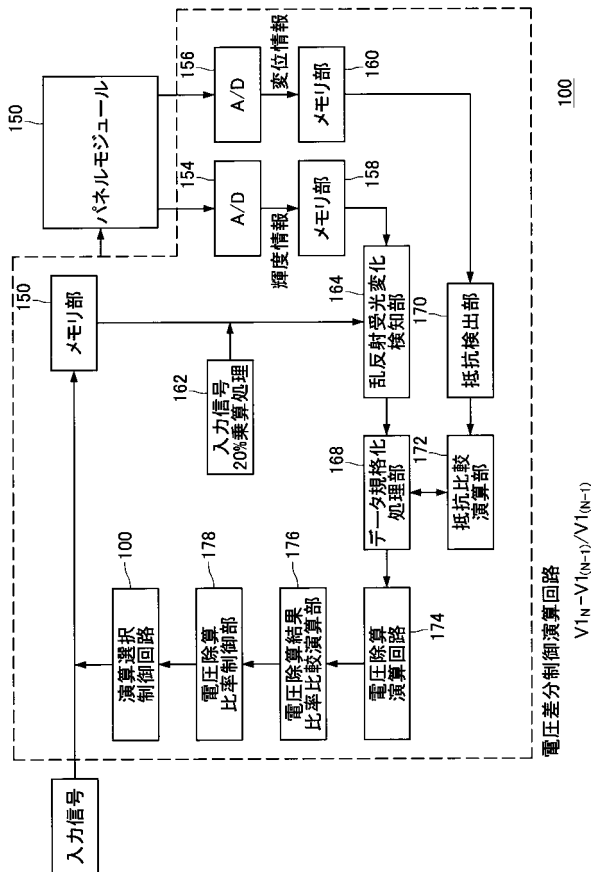 入力信号
150
メモリ部
150
パネルモジュール
154
A/D
156
A/D
輝度情報
変位情報
158
メモリ部
160
メモリ部
162
入力信号
20%乗算処理
164
乱反射受光変化
検知部
170
抵抗検出部
168
データ規格化
処理部
172
抵抗比較
演算部
100
演算選択
制御回路
178
電圧除算
比率制御部
176
電圧除算結果
比率比較演算部
174
電圧除算
演算回路
電圧差分制御演算回路
V1N−V1(N-1)/V1(N-1)
100